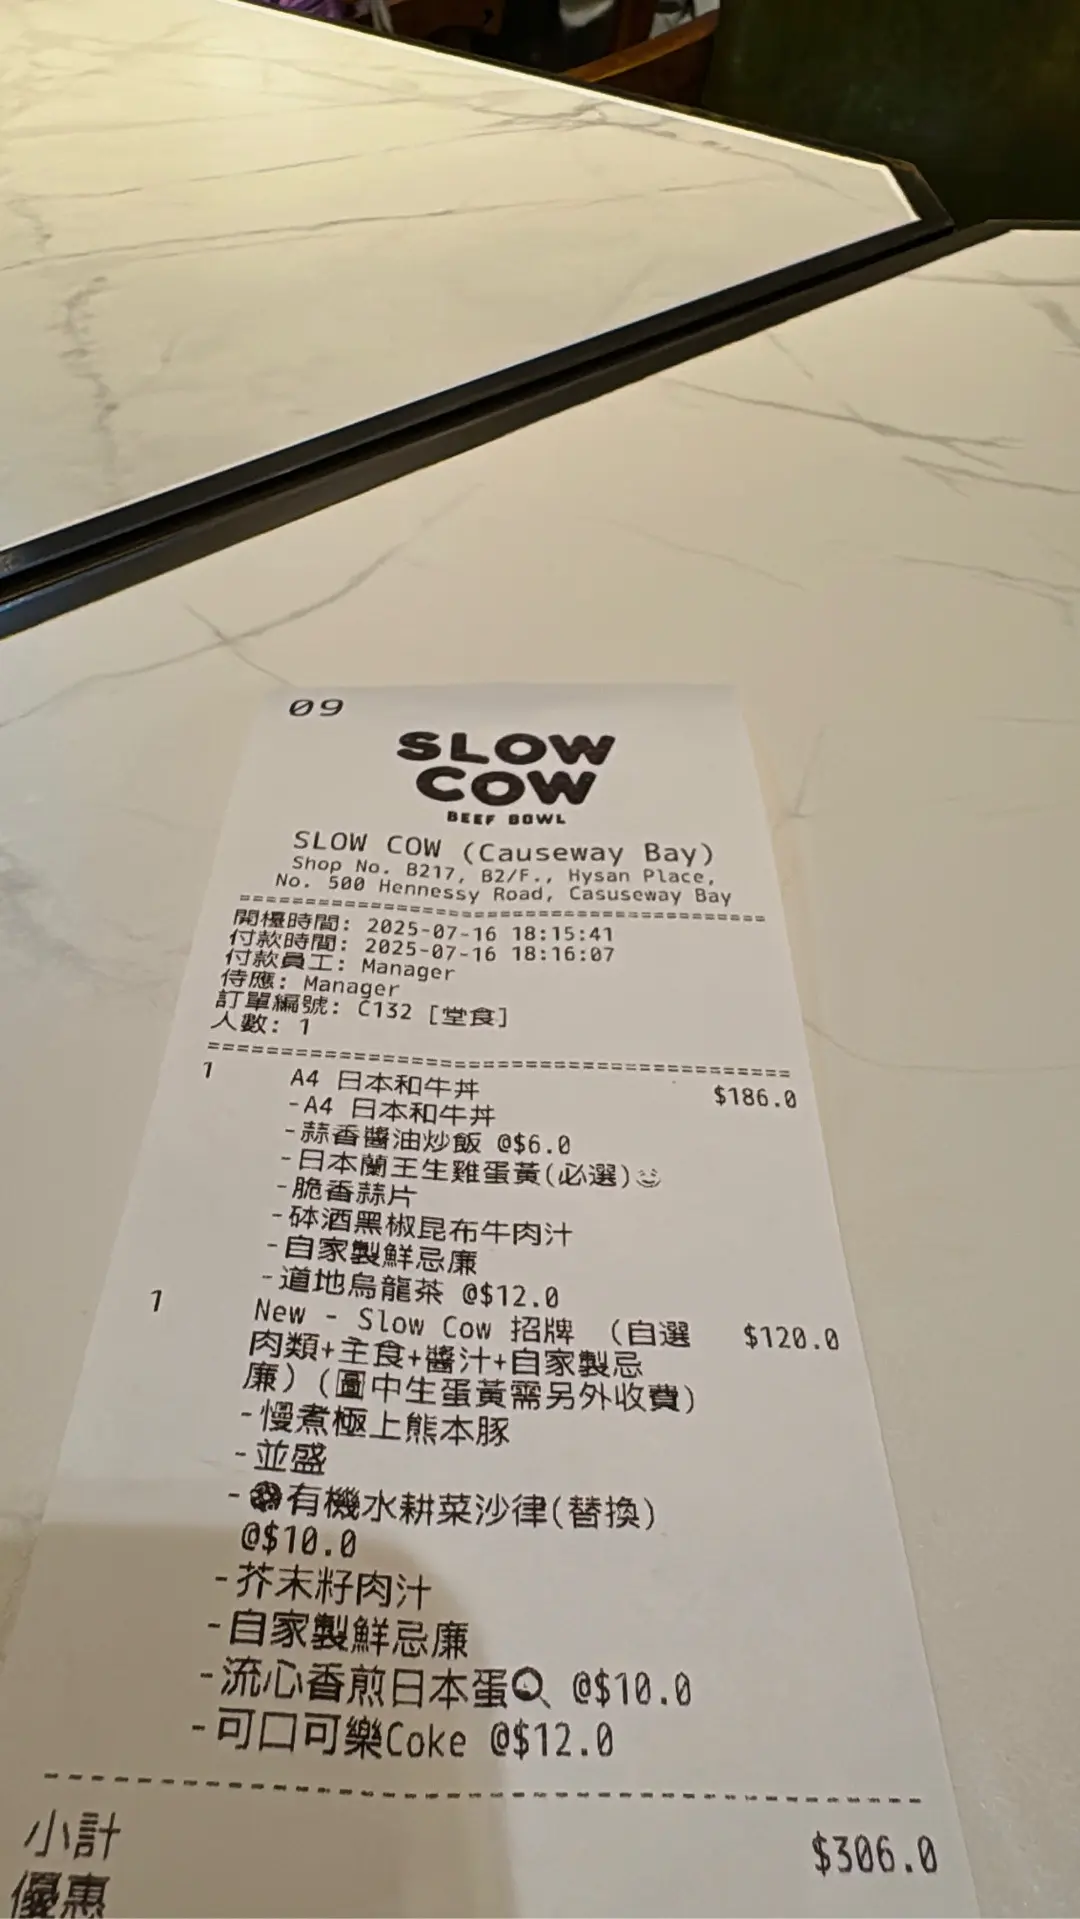 09
SLOW
COW
BEEF BOWL
SLOW COW (Causeway Bay)
Shop No. B217, B2/F., Hysan Place,
No. 500 Hennessy Road, Casuseway Bay
開檯時間: 2025-07-16 18:15:41
付款時間: 2025-07-16 18:16:07
付款員工: Manager
侍應: Manager
訂單編號: C132 [堂食]
人數: 1
1 A4 日本和牛丼 $186.0
-A4 日本和牛丼
-蒜香醬油炒飯 @$6.0
-日本蘭王生雞蛋黃(必選)
-脆香蒜片
-砵酒黑椒昆布牛肉汁
-自家製鮮忌廉
-道地烏龍茶 @$12.0
1 New - Slow Cow 招牌 (自選 $120.0
肉類+主食+醬汁+自家製忌
廉) (圖中生蛋黃需另外收費)
-慢煮極上熊本豚
-並盛
-有機水耕菜沙律(替換)
@$10.0
-芥末籽肉汁
-自家製鮮忌廉
-流心香煎日本蛋🍳 @$10.0
-可口可樂Coke @$12.0
小計 $306.0
優惠